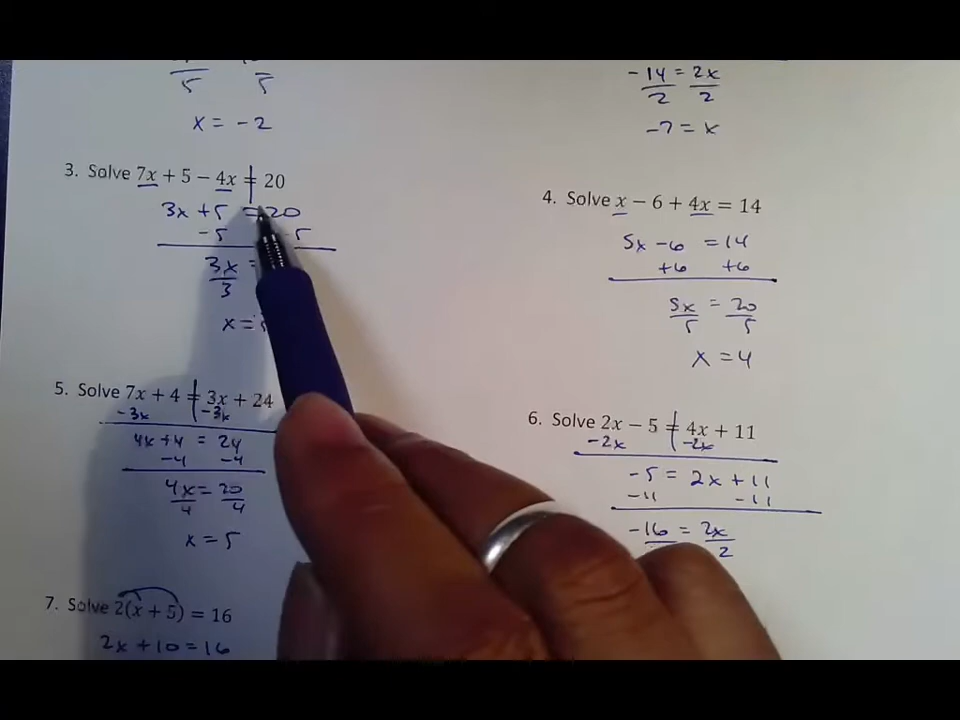 5 5
x = -2
-14 = 2x
2 2
-7 = x
3. Solve 7x + 5 − 4x = 20
3x + 5 = 20
-5 -5
3x =
3
x =
4. Solve x − 6 + 4x = 14
5x - 6 = 14
+6 +6
5x = 20
5 5
x = 4
5. Solve 7x + 4 = 3x + 24
-3x -3x
4x + 4 = 24
-4 -4
4x = 20
4 4
x = 5
6. Solve 2x − 5 = 4x + 11
-2x -2x
-5 = 2x + 11
-11 -11
-16 = 2x
2
7. Solve 2(x + 5) = 16
2x + 10 = 16